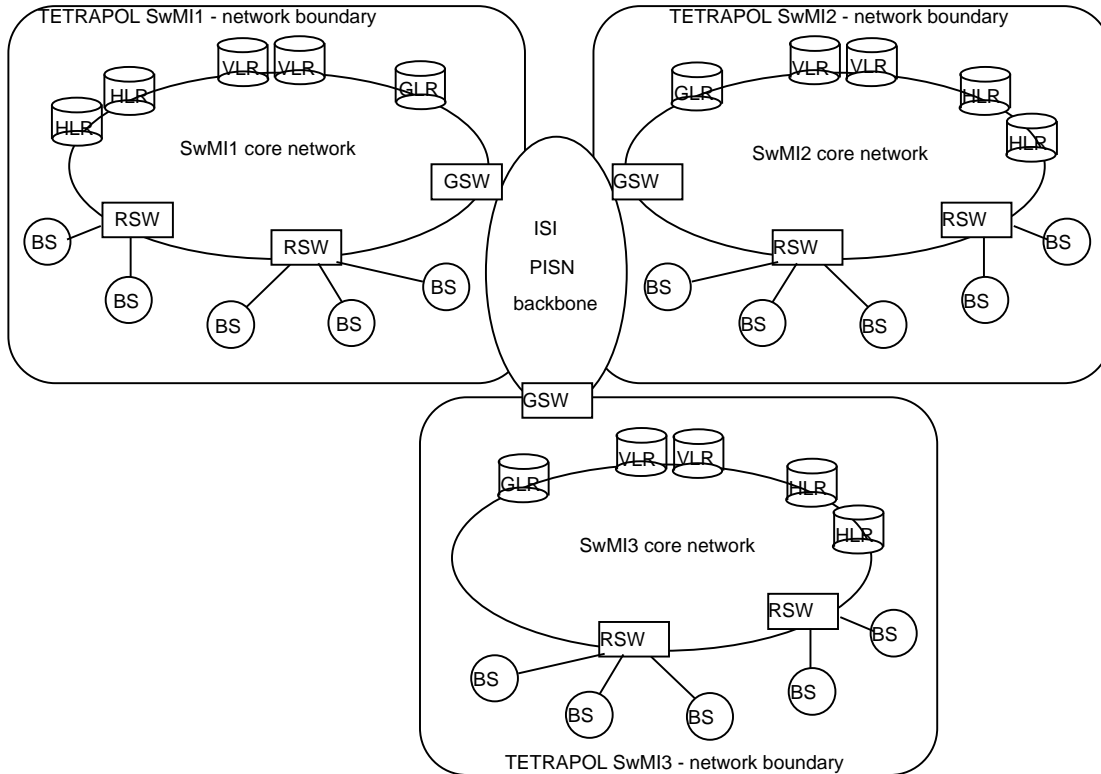 TETRAPOL SwMI1 - network boundary
VLR
VLR
HLR
GLR
HLR
SwMI1 core network
GSW
RSW
RSW
BS
BS
BS
BS
BS
TETRAPOL SwMI2 - network boundary
VLR
VLR
GLR
HLR
HLR
SwMI2 core network
GSW
RSW
RSW
BS
BS
BS
BS
BS
ISI
PISN
backbone
GSW
VLR
VLR
GLR
HLR
HLR
SwMI3 core network
RSW
RSW
BS
BS
BS
BS
BS
TETRAPOL SwMI3 - network boundary